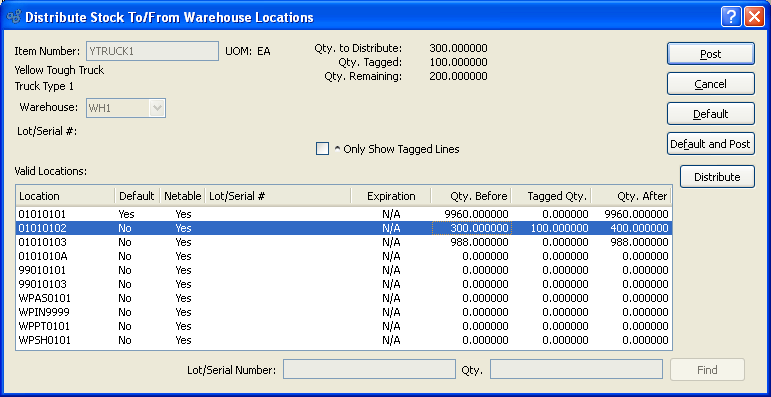 Distribute Stock To/From Warehouse Locations
Item Number: YTRUCK1 UOM: EA
Yellow Tough Truck
Truck Type 1
Warehouse: WH1
Lot/Serial #:
Qty. to Distribute: 300.000000
Qty. Tagged: 100.000000
Qty. Remaining: 200.000000
^ Only Show Tagged Lines
Post
Cancel
Default
Default and Post
Distribute
Valid Locations:
Location Default Netable Lot/Serial # Expiration Qty. Before Tagged Qty. Qty. After
01010101 Yes Yes N/A 9960.000000 0.000000 9960.000000
01010102 No Yes N/A 300.000000 100.000000 400.000000
01010103 No Yes N/A 988.000000 0.000000 988.000000
0101010A No Yes N/A 0.000000 0.000000 0.000000
99010101 No Yes N/A 0.000000 0.000000 0.000000
99010103 No Yes N/A 0.000000 0.000000 0.000000
WPAS0101 No Yes N/A 0.000000 0.000000 0.000000
WPIN9999 No Yes N/A 0.000000 0.000000 0.000000
WPPT0101 No Yes N/A 0.000000 0.000000 0.000000
WPSH0101 No Yes N/A 0.000000 0.000000 0.000000
Lot/Serial Number: Qty. Find